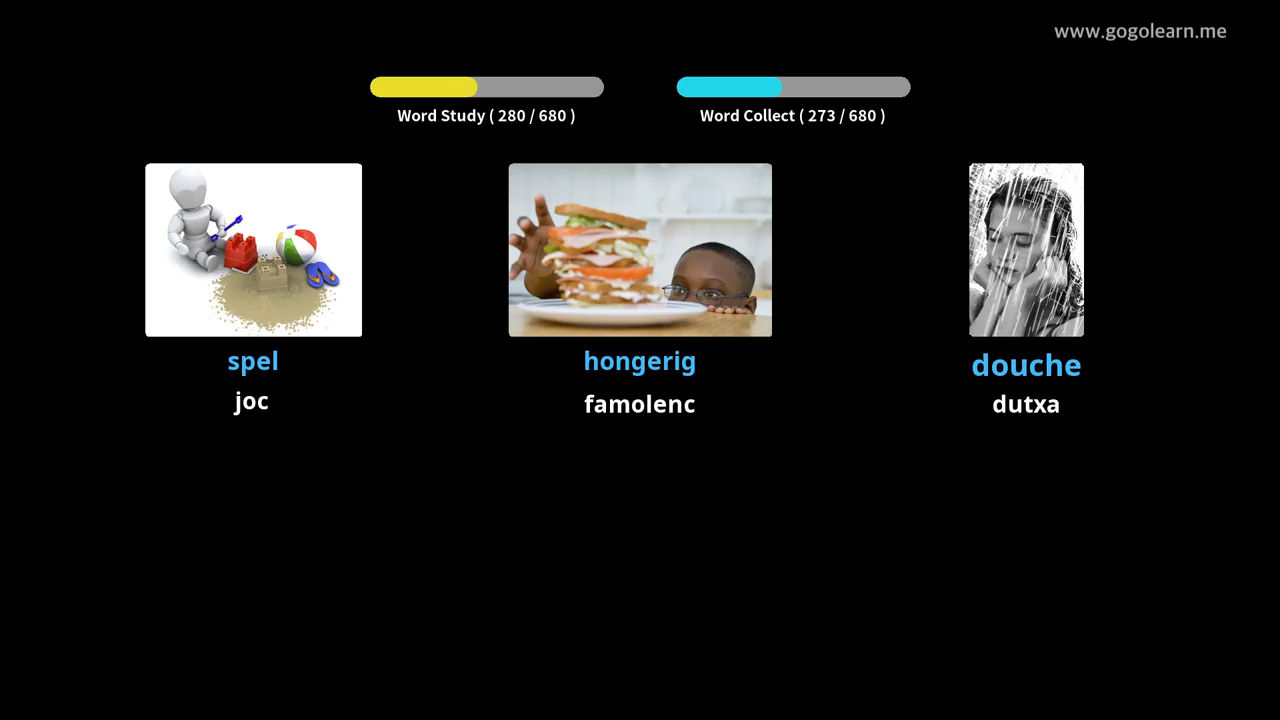 www.gogolearn.me
Word Study ( 280 / 680 )
Word Collect ( 273 / 680 )
spel
hongerig
douche
joc
famolenc
dutxa